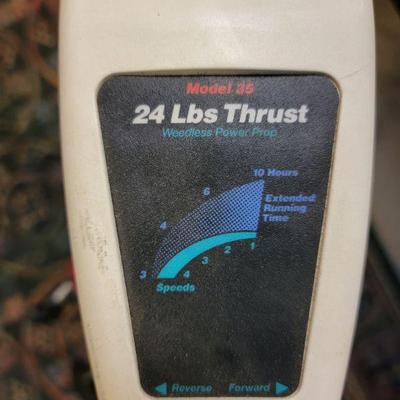 Model 35
24 Lbs Thrust
Weedless Power Prop
10 Hours
6
Extended
Running
Time
4
3
4
3
2
1
Speeds
Reverse Forward